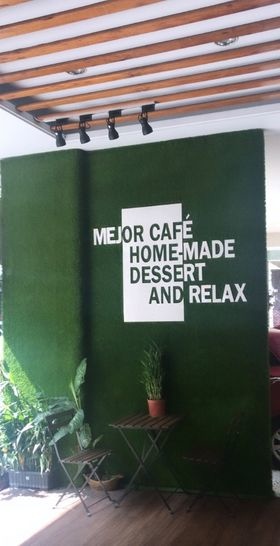 MEJOR CAFÉ
HOME-MADE
DESSERT
AND RELAX